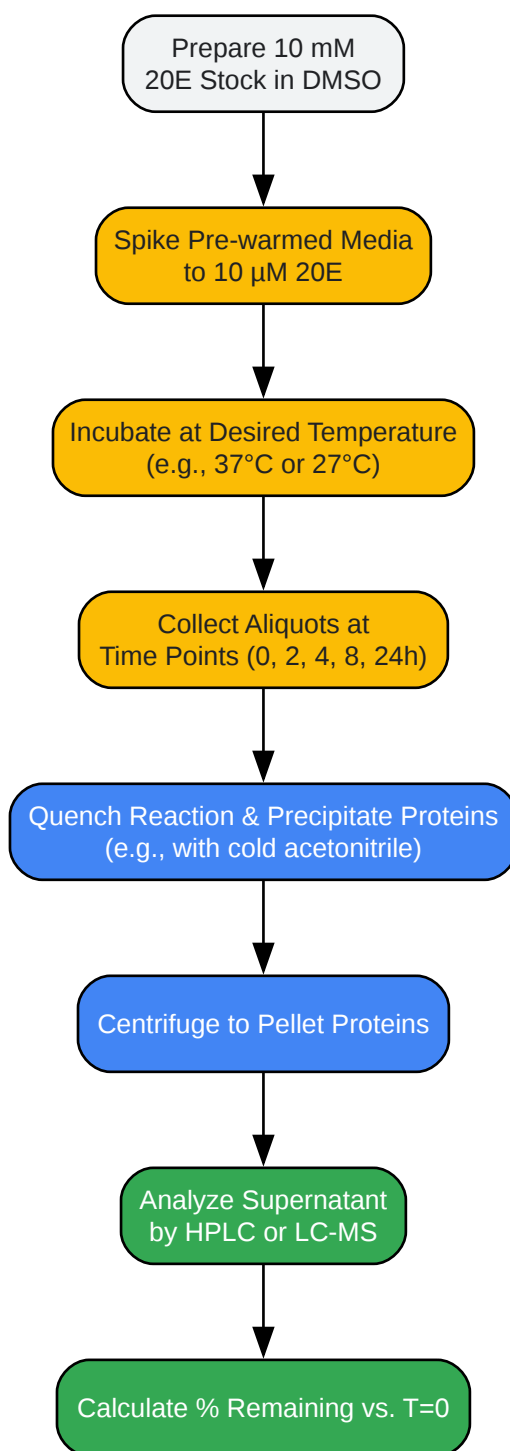 Prepare 10 mM
20E Stock in DMSO
Spike Pre-warmed Media
to 10 µM 20E
Incubate at Desired Temperature
(e.g., 37°C or 27°C)
Collect Aliquots at
Time Points (0, 2, 4, 8, 24h)
Quench Reaction & Precipitate Proteins
(e.g., with cold acetonitrile)
Centrifuge to Pellet Proteins
Analyze Supernatant
by HPLC or LC-MS
Calculate % Remaining vs. T=0